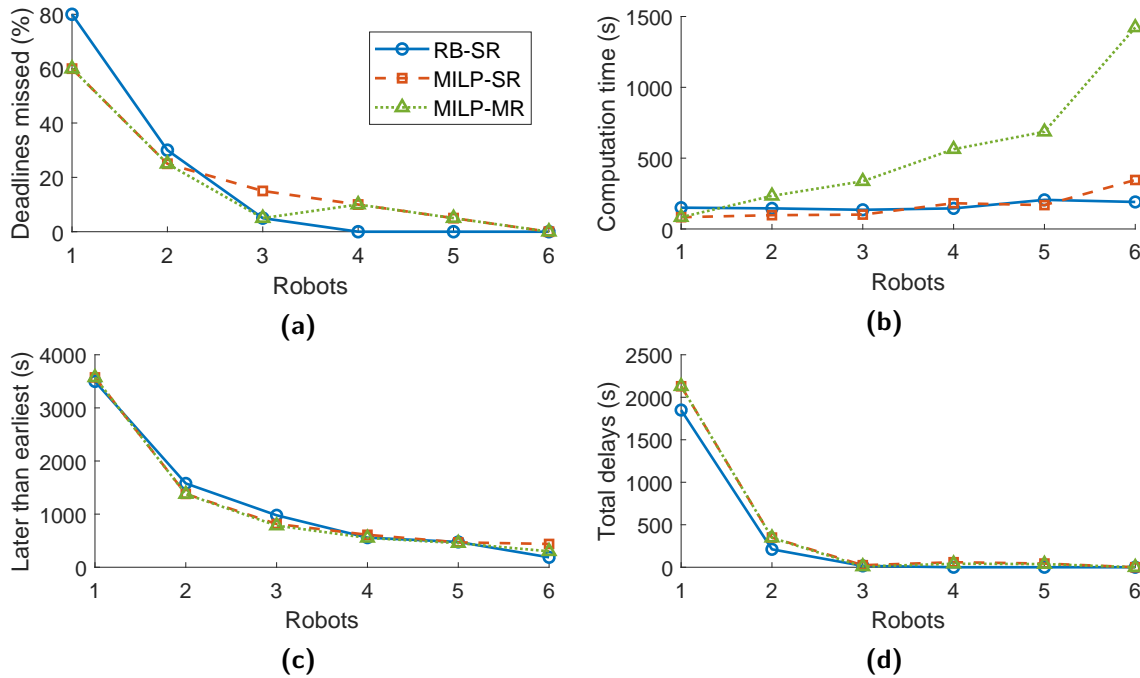 Deadlines missed (%)
80
60
40
20
0
1 2 3 4 5 6
Robots
RB-SR
MILP-SR
MILP-MR
(a)
Computation time (s)
1500
1000
500
0
1 2 3 4 5 6
Robots
(b)
Later than earliest (s)
4000
3000
2000
1000
0
1 2 3 4 5 6
Robots
(c)
Total delays (s)
2500
2000
1500
1000
500
0
1 2 3 4 5 6
Robots
(d)